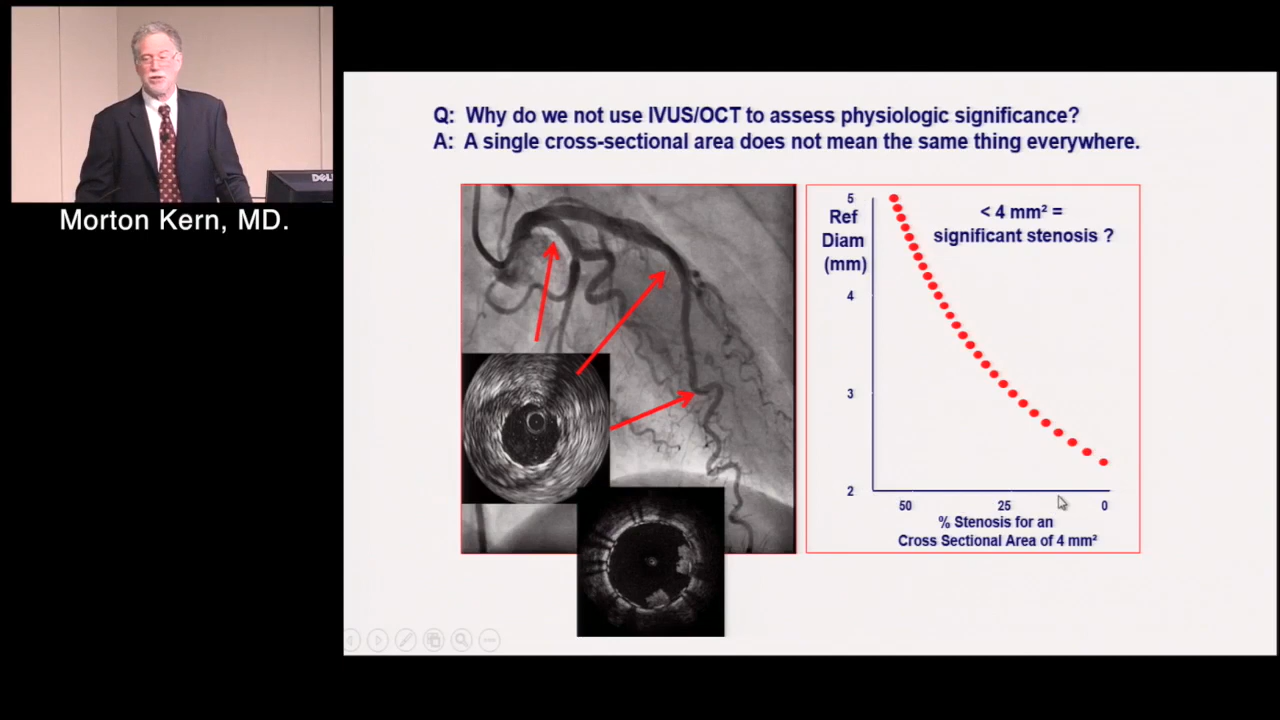 DELL
Morton Kern, MD.
Q: Why do we not use IVUS/OCT to assess physiologic significance?
A: A single cross-sectional area does not mean the same thing everywhere.
5
Ref
Diam
(mm)
< 4 mm² =
significant stenosis ?
4
3
2
50 25 0
% Stenosis for an
Cross Sectional Area of 4 mm²